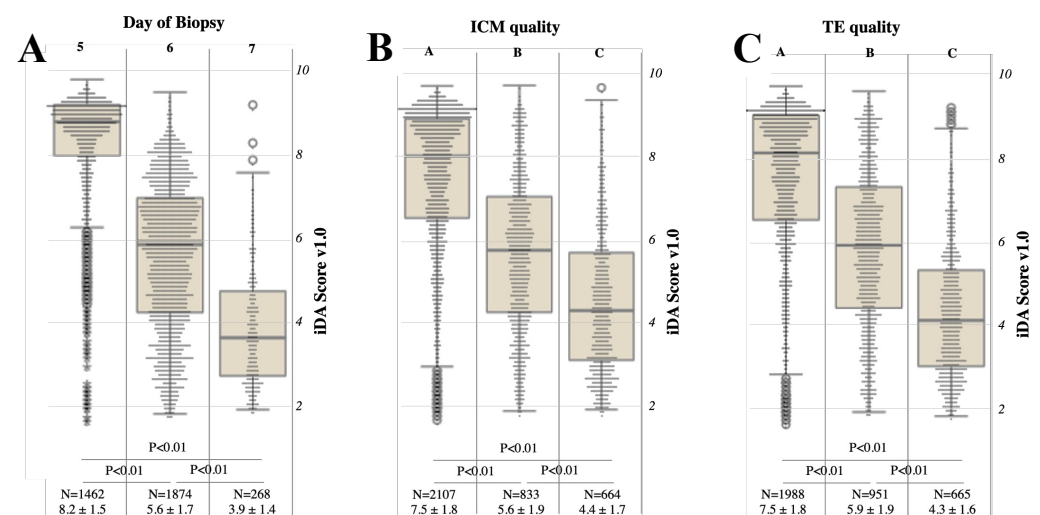 A
Day of Biopsy
5 6 7
10
8
6
4
2
iDA Score v1.0
P<0.01
P<0.01 P<0.01
N=1462 N=1874 N=268
8.2 ± 1.5 5.6 ± 1.7 3.9 ± 1.4
B
ICM quality
A B C
10
8
6
4
2
iDA Score v1.0
P<0.01
P<0.01 P<0.01
N=2107 N=833 N=664
7.5 ± 1.8 5.6 ± 1.9 4.4 ± 1.7
C
TE quality
A B C
10
8
6
4
2
iDA Score v1.0
P<0.01
P<0.01 P<0.01
N=1988 N=951 N=665
7.5 ± 1.8 5.9 ± 1.9 4.3 ± 1.6